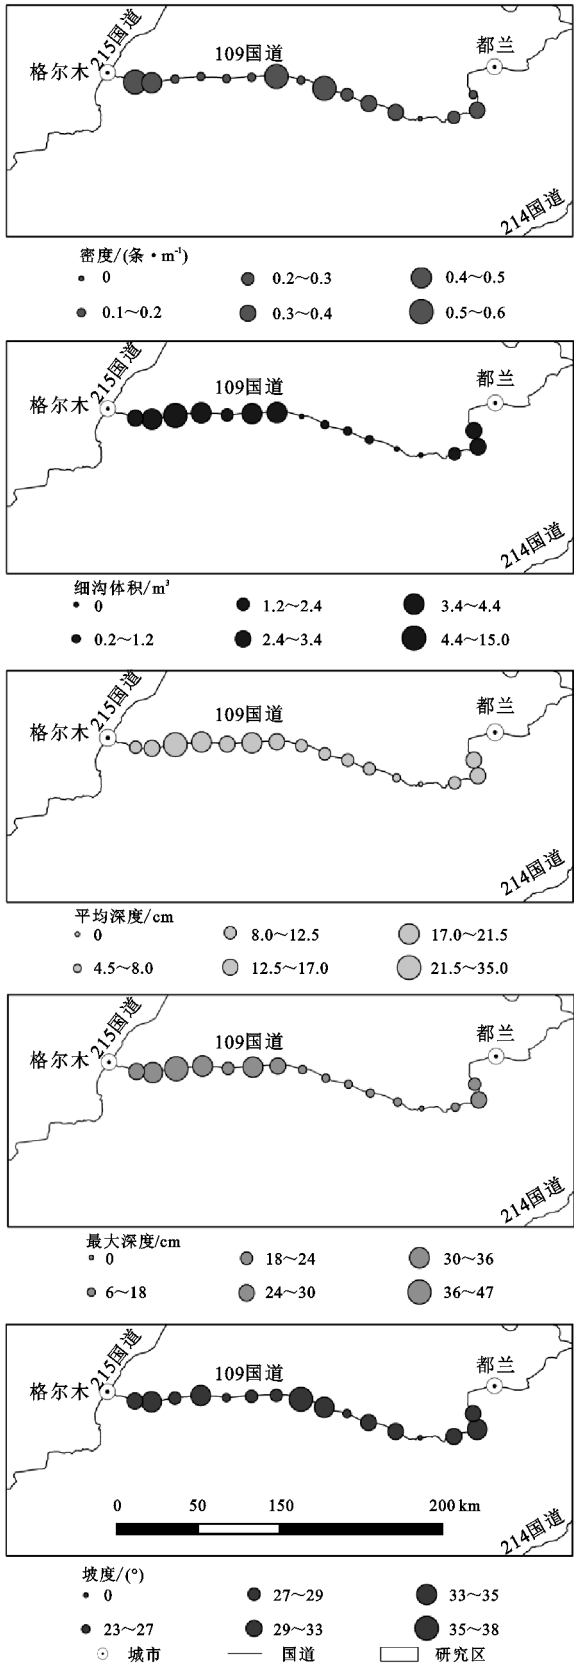 215国道
109国道
都兰
格尔木
214国道
密度/(条·m⁻¹)
0
0.2～0.3
0.4～0.5
0.1～0.2
0.3～0.4
0.5～0.6
215国道
109国道
都兰
格尔木
214国道
细沟体积/m³
0
1.2～2.4
3.4～4.4
0.2～1.2
2.4～3.4
4.4～15.0
215国道
109国道
都兰
格尔木
214国道
平均深度/cm
0
8.0～12.5
17.0～21.5
4.5～8.0
12.5～17.0
21.5～35.0
215国道
109国道
都兰
格尔木
214国道
最大深度/cm
0
18～24
30～36
6～18
24～30
36～47
215国道
109国道
都兰
格尔木
0 50 150 200 km
214国道
坡度/(°)
0
27～29
33～35
23～27
29～33
35～38
城市
国道
研究区